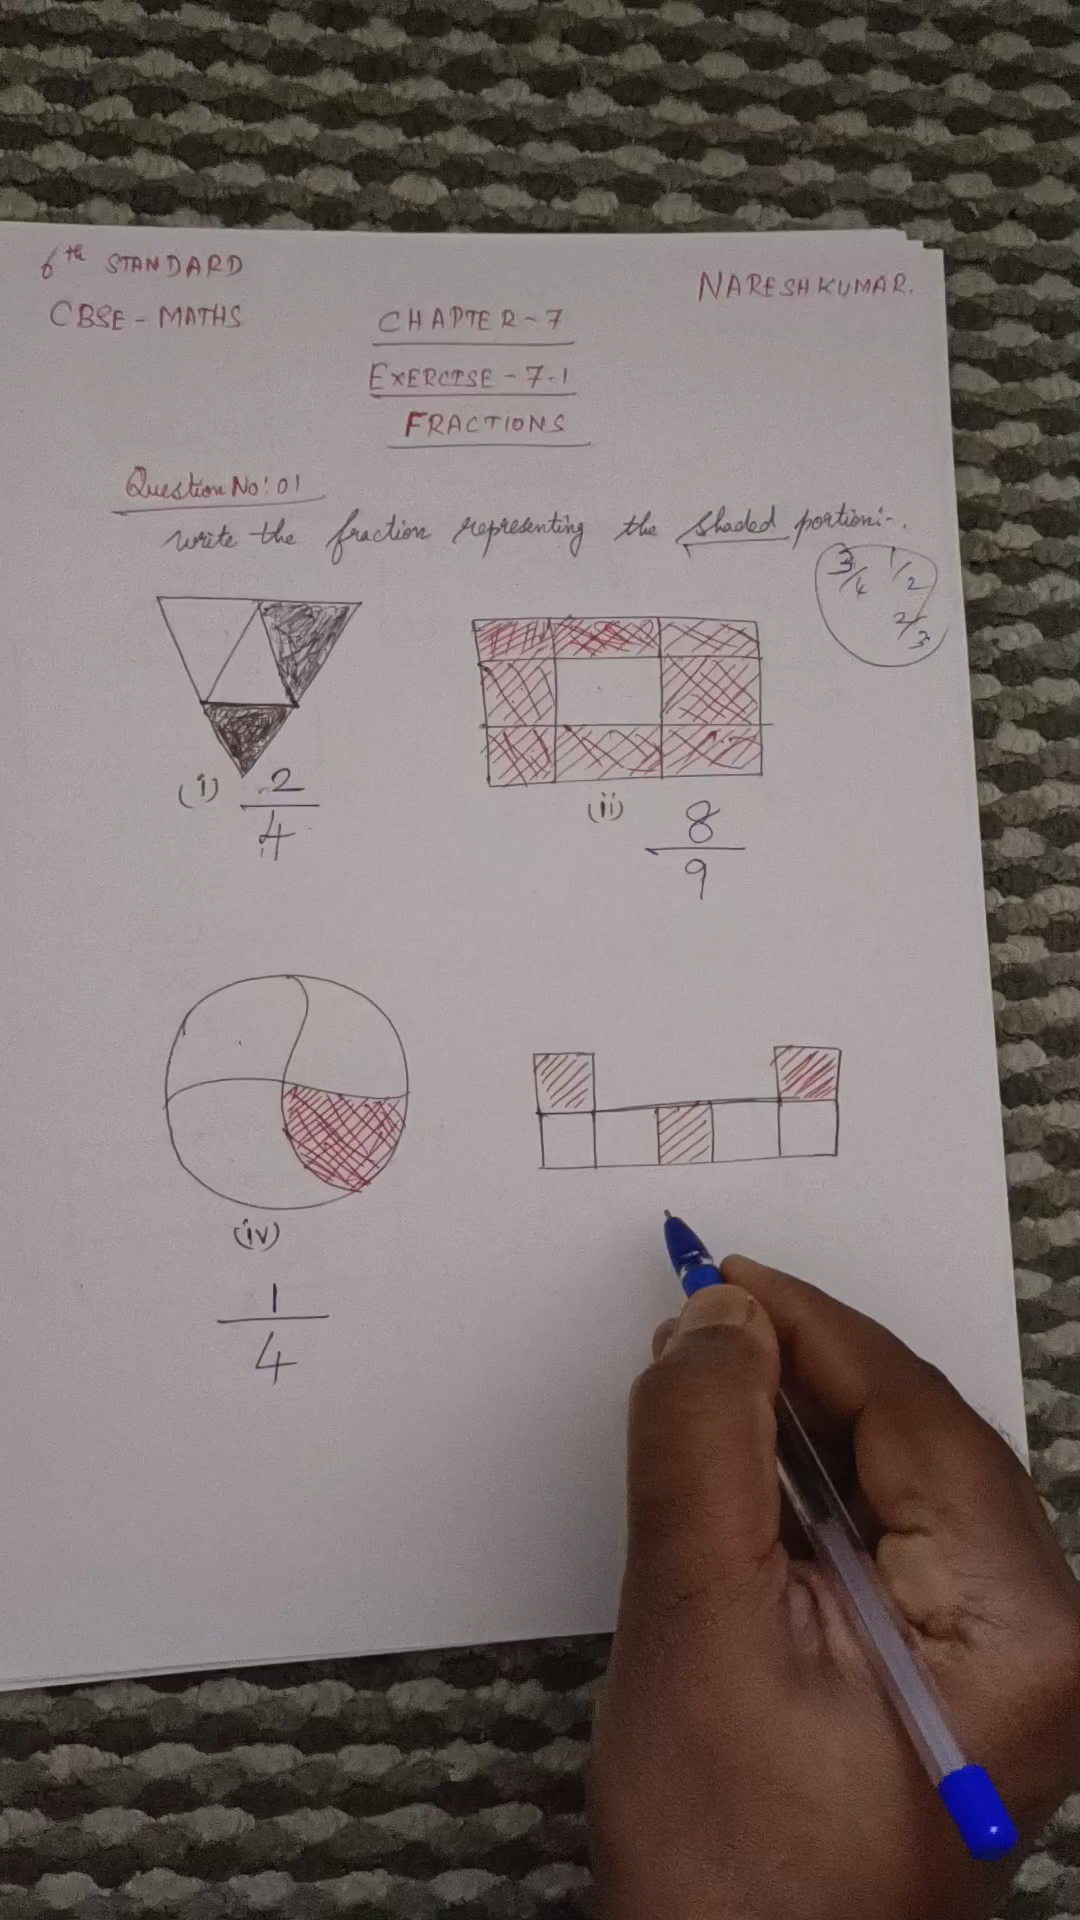 6th STANDARD
NARESHKUMAR.
CBSE - MATHS
CHAPTER - 7
EXERCISE - 7.1
FRACTIONS
Question No: 01
write the fraction representing the shaded portion:-.
3/4 1/2
2/3
(i) 2/4
(ii) 8/9
(iv)
1/4